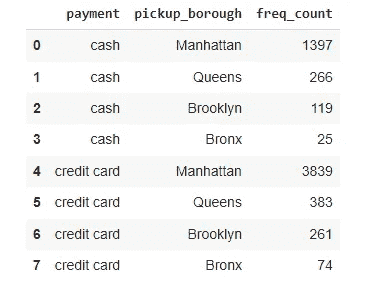 payment pickup_borough freq_count
0 cash Manhattan 1397
1 cash Queens 266
2 cash Brooklyn 119
3 cash Bronx 25
4 credit card Manhattan 3839
5 credit card Queens 383
6 credit card Brooklyn 261
7 credit card Bronx 74